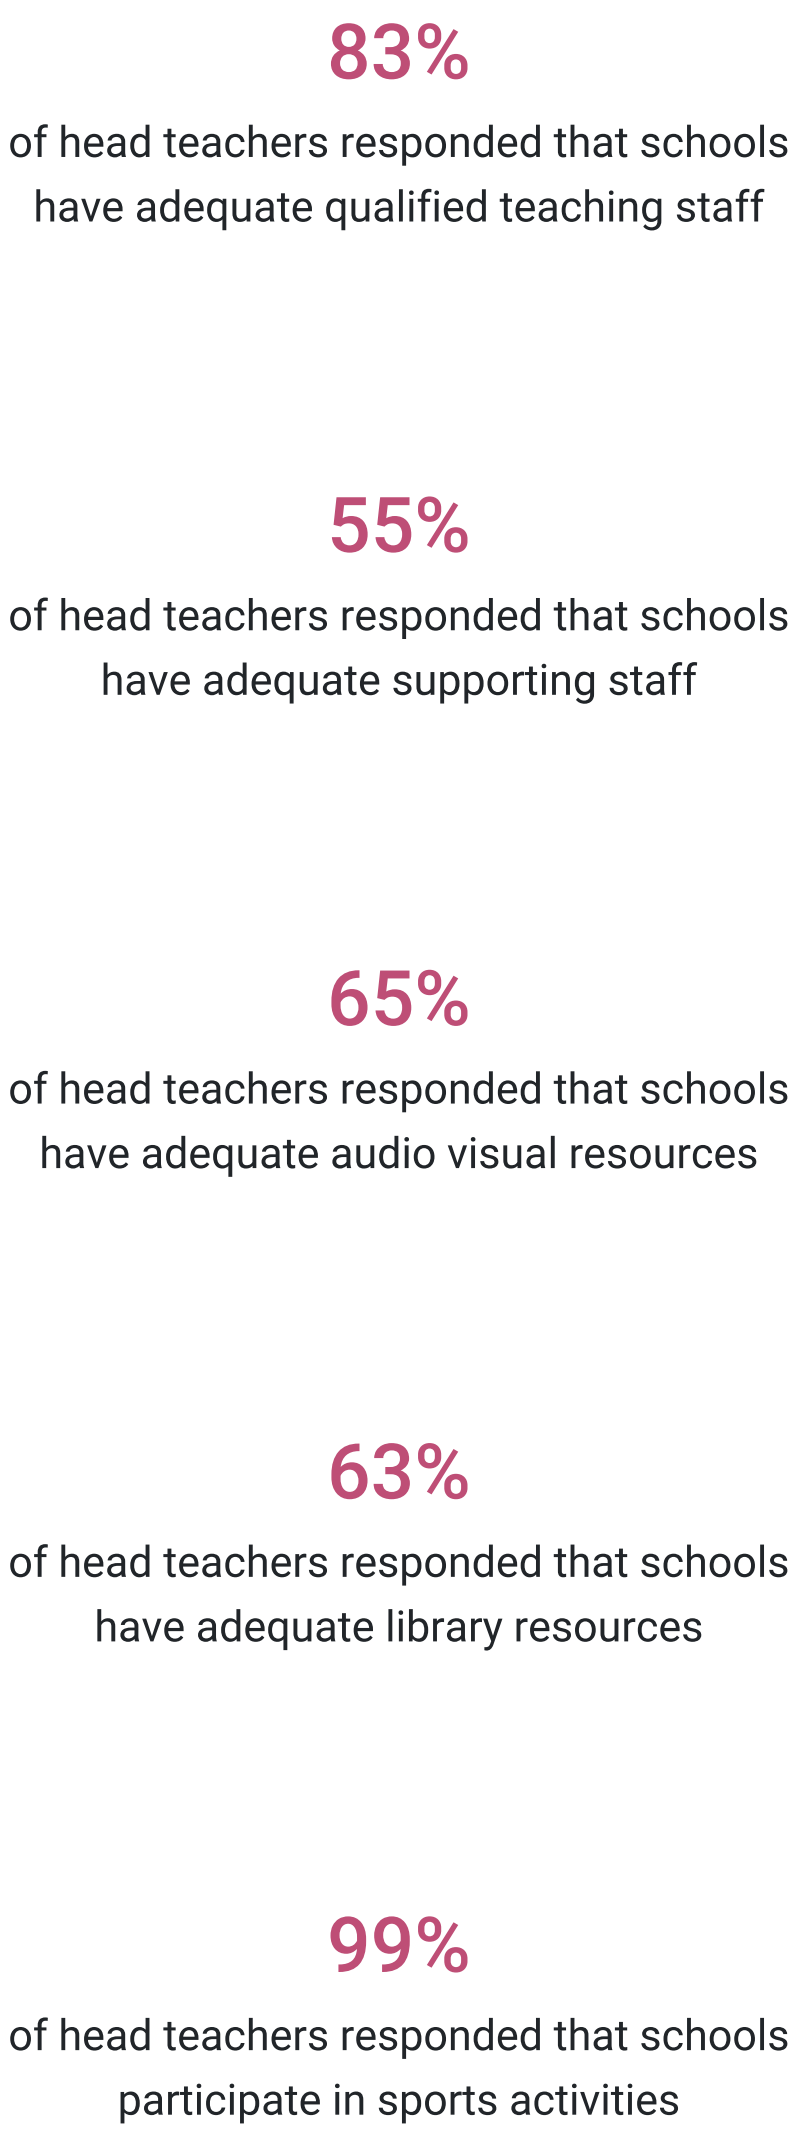 83%
of head teachers responded that schools
have adequate qualified teaching staff
55%
of head teachers responded that schools
have adequate supporting staff
65%
of head teachers responded that schools
have adequate audio visual resources
63%
of head teachers responded that schools
have adequate library resources
99%
of head teachers responded that schools
participate in sports activities